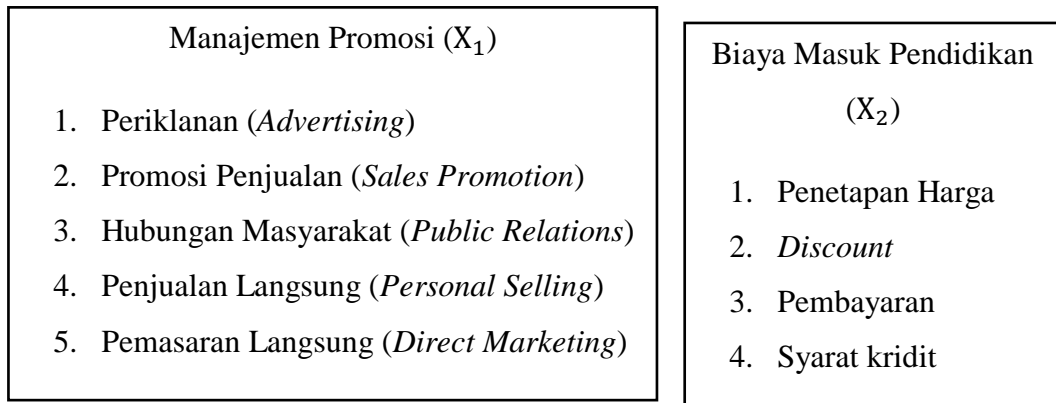 Manajemen Promosi (X₁)
1. Periklanan (Advertising)
2. Promosi Penjualan (Sales Promotion)
3. Hubungan Masyarakat (Public Relations)
4. Penjualan Langsung (Personal Selling)
5. Pemasaran Langsung (Direct Marketing)
Biaya Masuk Pendidikan
(X₂)
1. Penetapan Harga
2. Discount
3. Pembayaran
4. Syarat kridit